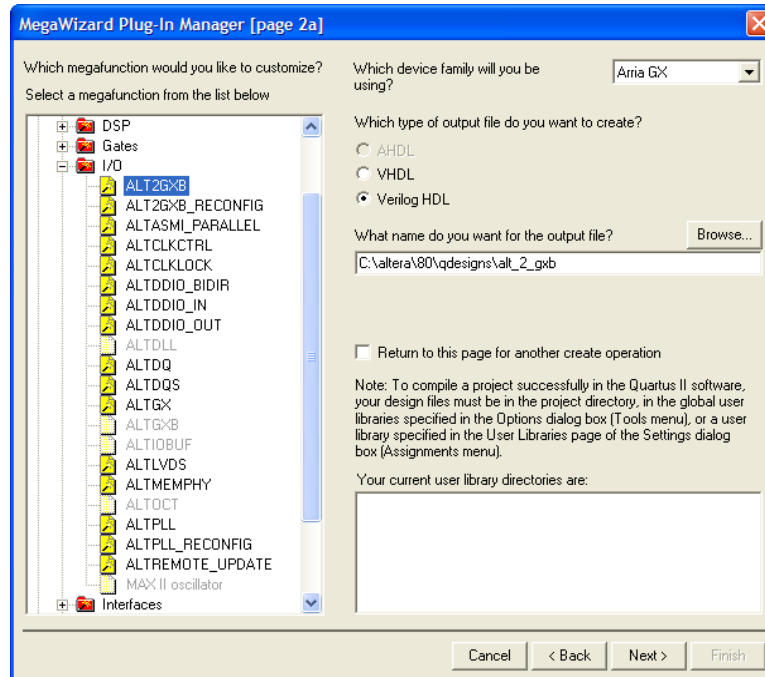 MegaWizard Plug-In Manager [page 2a]
Which megafunction would you like to customize?
Select a megafunction from the list below
DSP
Gates
I/O
ALT2GXB
ALT2GXB_RECONFIG
ALTASMI_PARALLEL
ALTCLKCTRL
ALTCLKLOCK
ALTDDIO_BIDIR
ALTDDIO_IN
ALTDDIO_OUT
ALTDLL
ALTDQ
ALTDQS
ALTGX
ALTGXB
ALTIOBUF
ALTLVDS
ALTMEMPHY
ALTOCT
ALTPLL
ALTPLL_RECONFIG
ALTREMOTE_UPDATE
MAX II oscillator
Interfaces
Which device family will you be
using?
Arria GX
Which type of output file do you want to create?
AHDL
VHDL
Verilog HDL
What name do you want for the output file?
Browse...
C:\altera\80\qdesigns\alt_2_gxb
Return to this page for another create operation
Note: To compile a project successfully in the Quartus II software,
your design files must be in the project directory, in the global user
libraries specified in the Options dialog box (Tools menu), or a user
library specified in the User Libraries page of the Settings dialog
box (Assignments menu).
Your current user library directories are:
Cancel
< Back
Next >
Finish